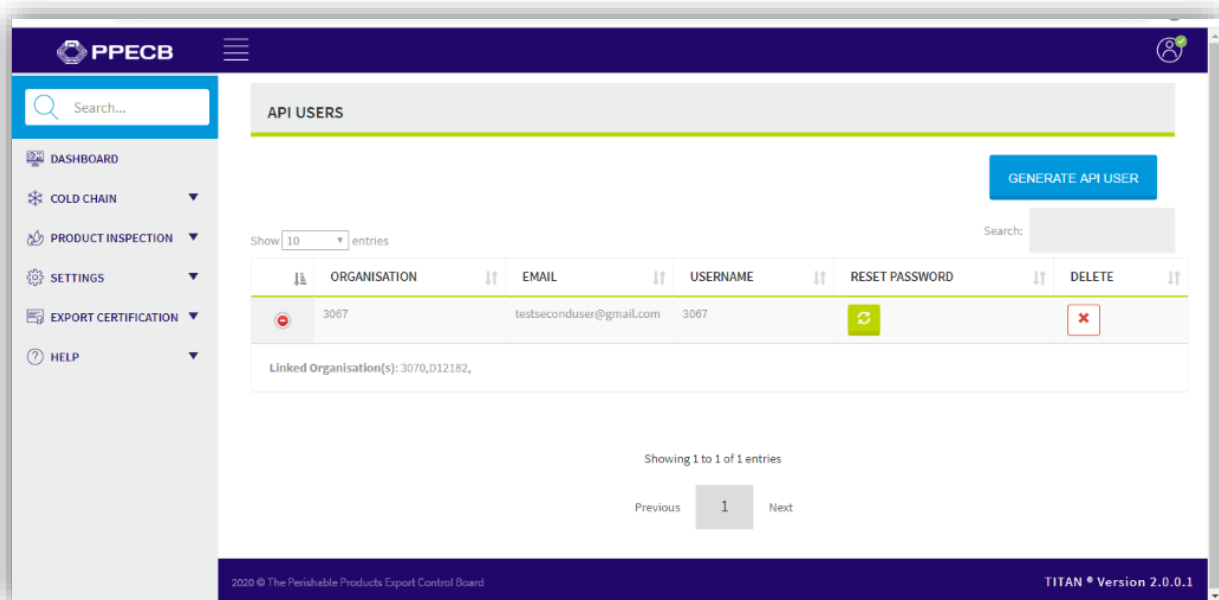 PPECB
Search...
DASHBOARD
COLD CHAIN
PRODUCT INSPECTION
SETTINGS
EXPORT CERTIFICATION
HELP
API USERS
GENERATE API USER
Search:
Show 10 entries
ORGANISATION EMAIL USERNAME RESET PASSWORD DELETE
3067 testseconduser@gmail.com 3067
Linked Organisation(s): 3070,D12182,
Showing 1 to 1 of 1 entries
Previous 1 Next
2020 © The Perishable Products Export Control Board TITAN ® Version 2.0.0.1